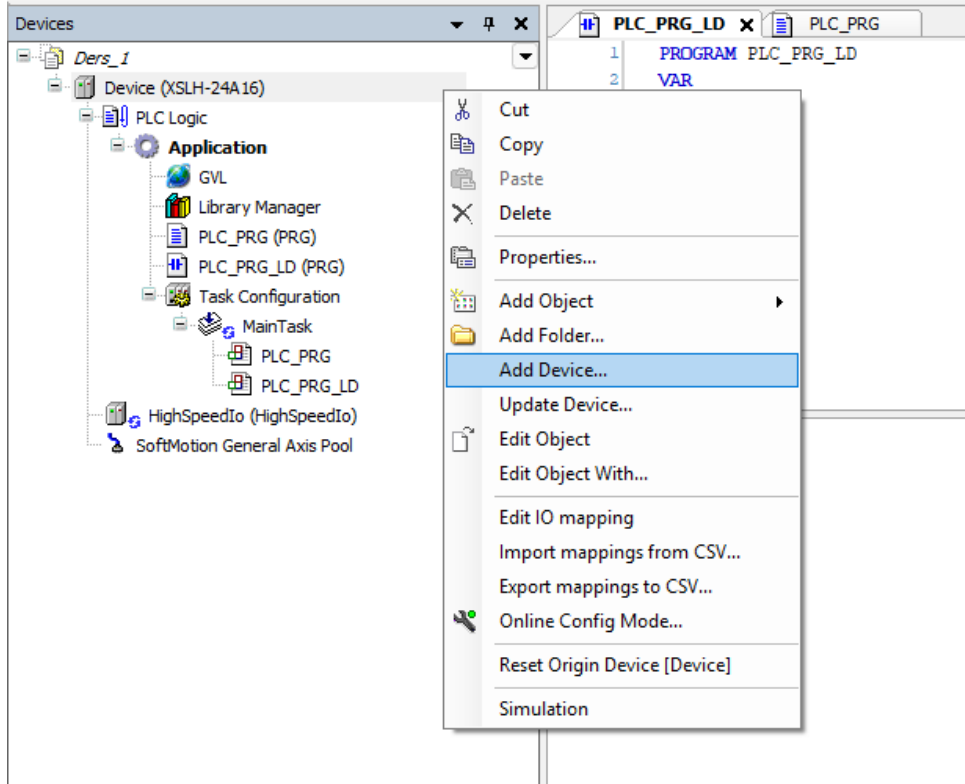 Devices
Ders_1
Device (XSLH-24A16)
PLC Logic
Application
GVL
Library Manager
PLC_PRG (PRG)
PLC_PRG_LD (PRG)
Task Configuration
MainTask
PLC_PRG
PLC_PRG_LD
HighSpeedIo (HighSpeedIo)
SoftMotion General Axis Pool
PLC_PRG_LD PLC_PRG
1 PROGRAM PLC_PRG_LD
2 VAR
Cut
Copy
Paste
Delete
Properties...
Add Object
Add Folder...
Add Device...
Update Device...
Edit Object
Edit Object With...
Edit IO mapping
Import mappings from CSV...
Export mappings to CSV...
Online Config Mode...
Reset Origin Device [Device]
Simulation